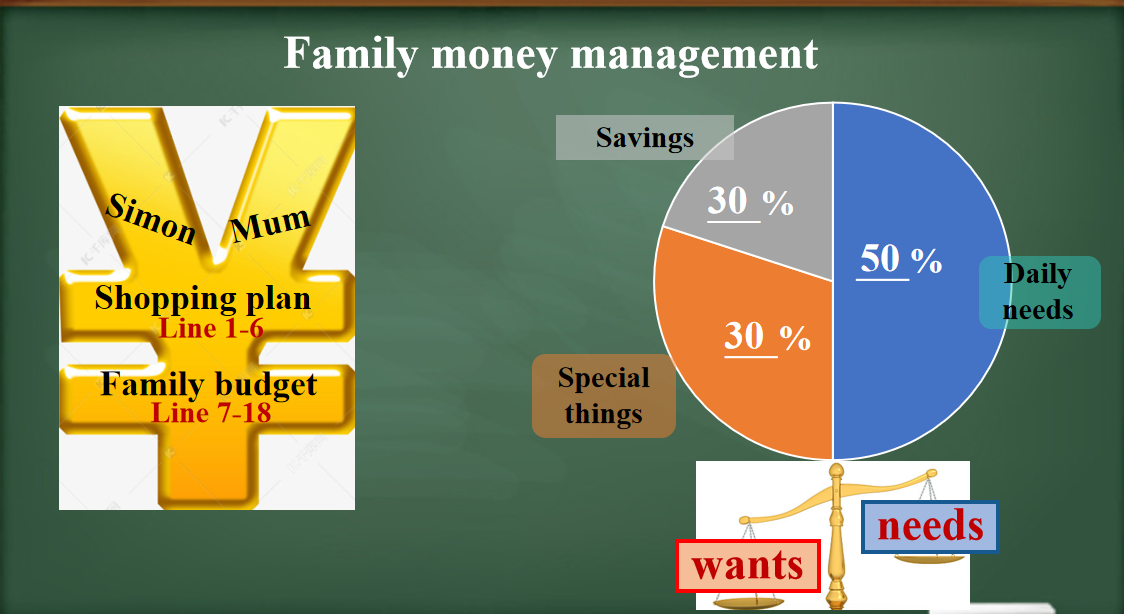 Family money management
Simon Mum
Shopping plan
Line 1-6
Family budget
Line 7-18
Savings
30 %
50 %
Daily
needs
30 %
Special
things
needs
wants